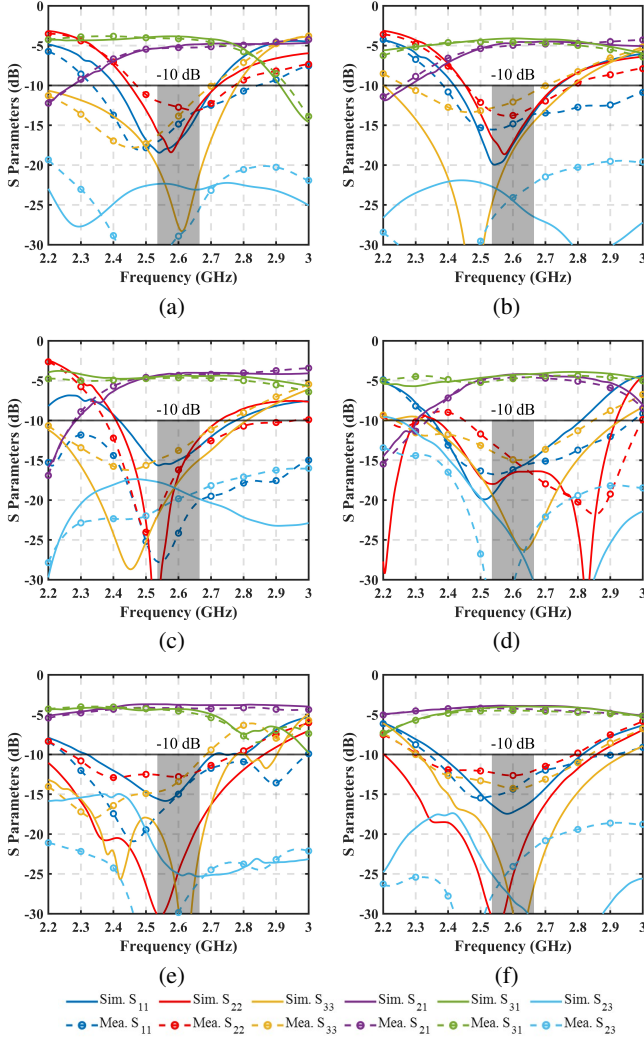 0
-5
-10
-15
-20
-25
-30
S Parameters (dB)
-10 dB
2.2 2.3 2.4 2.5 2.6 2.7 2.8 2.9 3
Frequency (GHz)
(a)
0
-5
-10
-15
-20
-25
-30
S Parameters (dB)
-10 dB
2.2 2.3 2.4 2.5 2.6 2.7 2.8 2.9 3
Frequency (GHz)
(b)
0
-5
-10
-15
-20
-25
-30
S Parameters (dB)
-10 dB
2.2 2.3 2.4 2.5 2.6 2.7 2.8 2.9 3
Frequency (GHz)
(c)
0
-5
-10
-15
-20
-25
-30
S Parameters (dB)
-10 dB
2.2 2.3 2.4 2.5 2.6 2.7 2.8 2.9 3
Frequency (GHz)
(d)
0
-5
-10
-15
-20
-25
-30
S Parameters (dB)
-10 dB
2.2 2.3 2.4 2.5 2.6 2.7 2.8 2.9 3
Frequency (GHz)
(e)
0
-5
-10
-15
-20
-25
-30
S Parameters (dB)
-10 dB
2.2 2.3 2.4 2.5 2.6 2.7 2.8 2.9 3
Frequency (GHz)
(f)
Sim. S11 Sim. S22 Sim. S33 Sim. S21 Sim. S31 Sim. S23
Mea. S11 Mea. S22 Mea. S33 Mea. S21 Mea. S31 Mea. S23